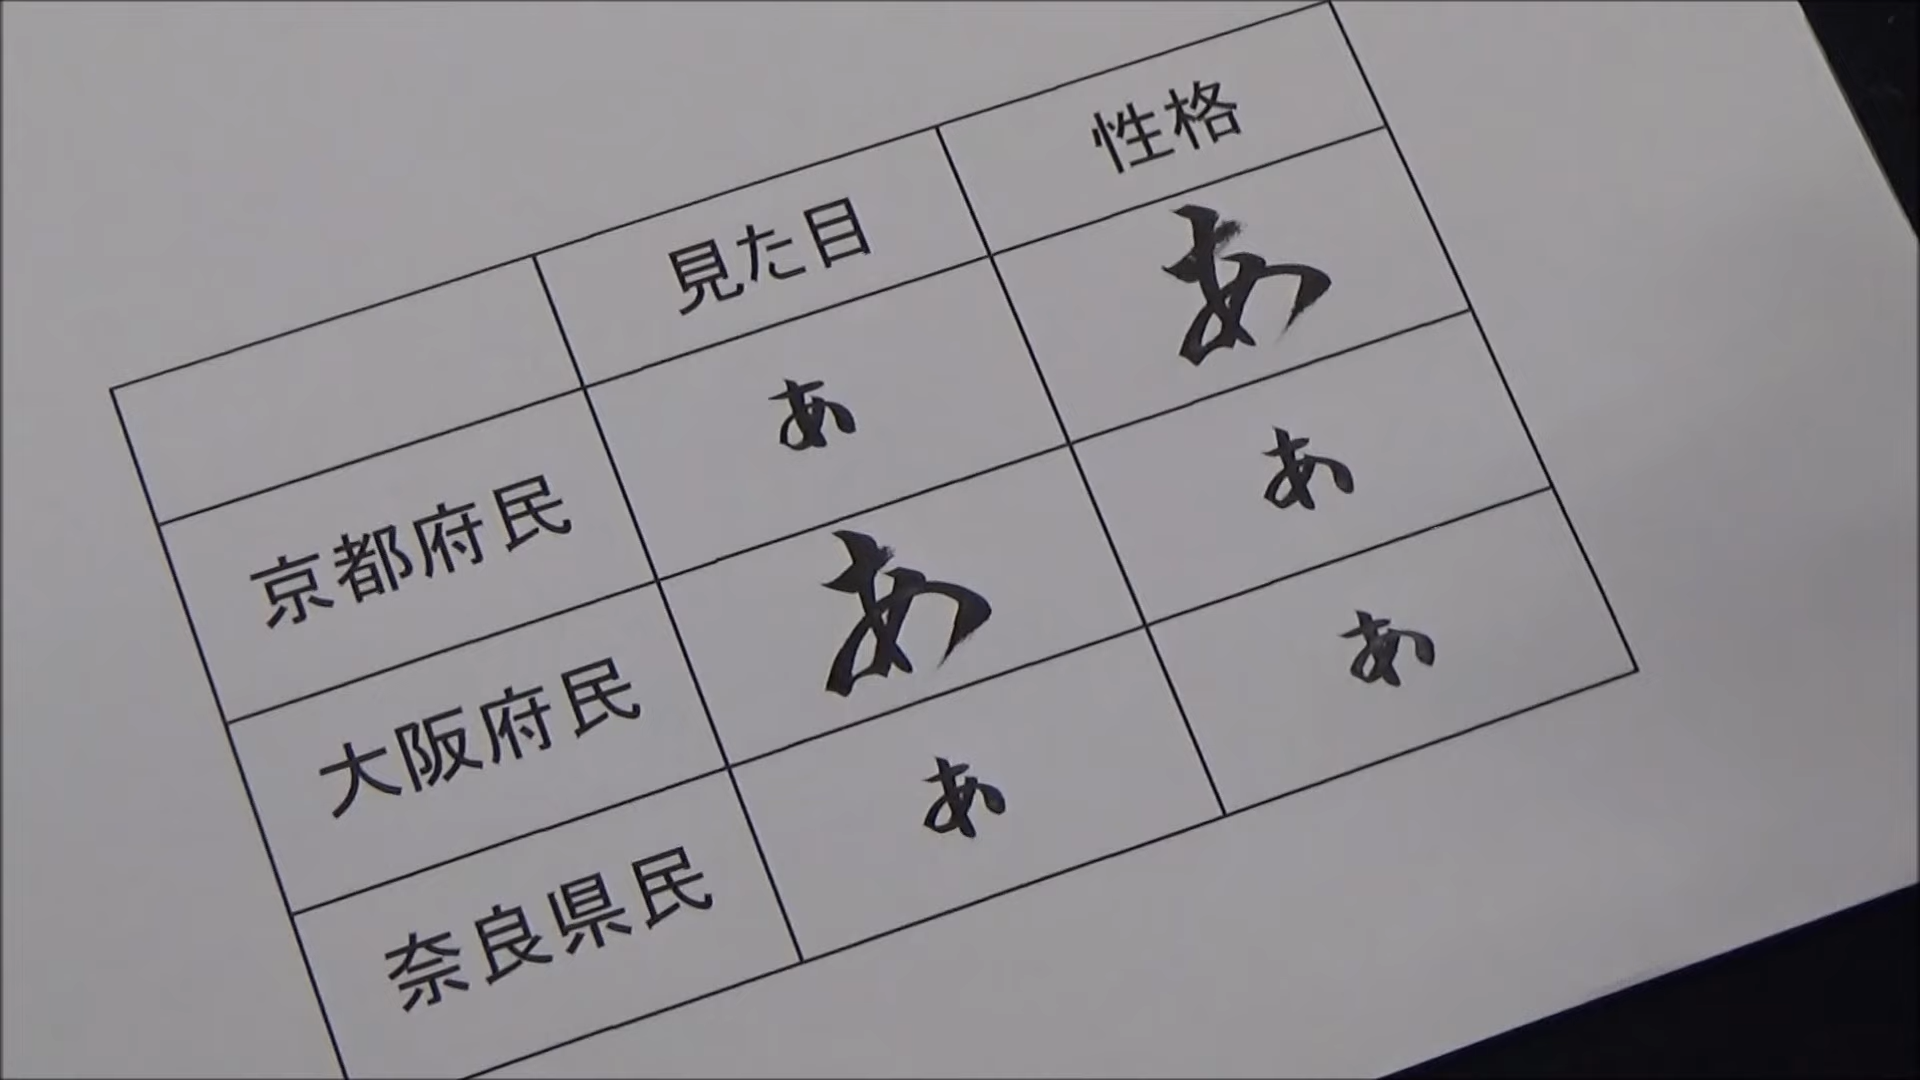 見た目 性格
京都府民 あ あ
大阪府民 あ あ
奈良県民 あ あ